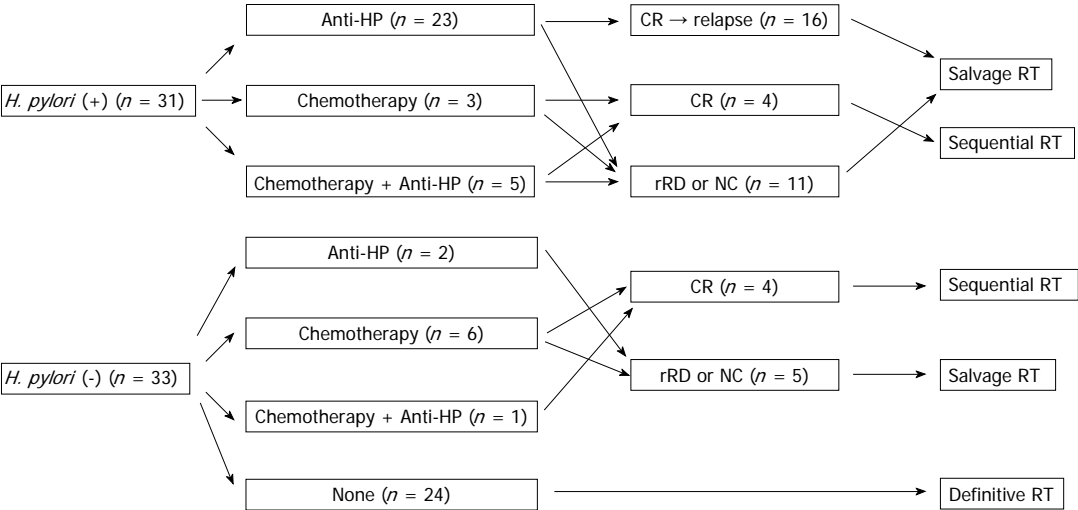 H. pylori (+) (n = 31)
Anti-HP (n = 23)
Chemotherapy (n = 3)
Chemotherapy + Anti-HP (n = 5)
CR → relapse (n = 16)
CR (n = 4)
rRD or NC (n = 11)
Salvage RT
Sequential RT
H. pylori (-) (n = 33)
Anti-HP (n = 2)
Chemotherapy (n = 6)
Chemotherapy + Anti-HP (n = 1)
None (n = 24)
CR (n = 4)
rRD or NC (n = 5)
Sequential RT
Salvage RT
Definitive RT